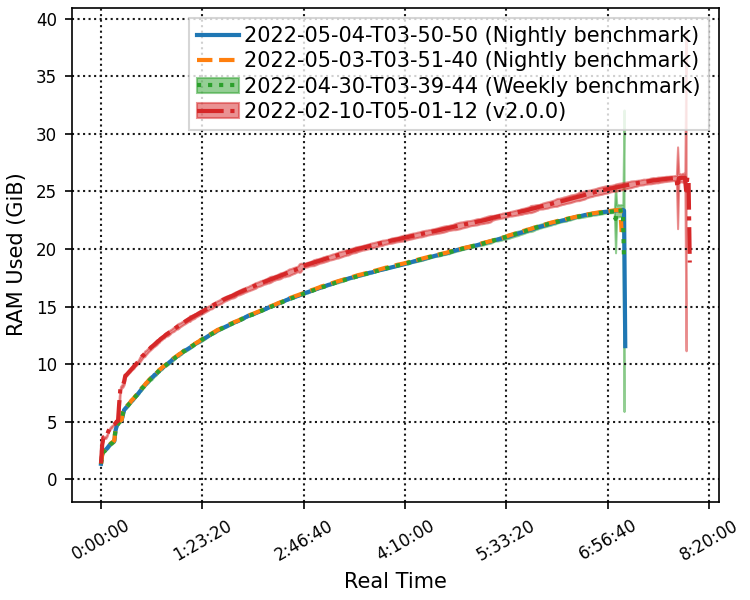 2022-05-04-T03-50-50 (Nightly benchmark)
2022-05-03-T03-51-40 (Nightly benchmark)
2022-04-30-T03-39-44 (Weekly benchmark)
2022-02-10-T05-01-12 (v2.0.0)
40
35
30
25
20
15
10
5
0
RAM Used (GiB)
0:00:00
1:23:20
2:46:40
4:10:00
5:33:20
6:56:40
8:20:00
Real Time